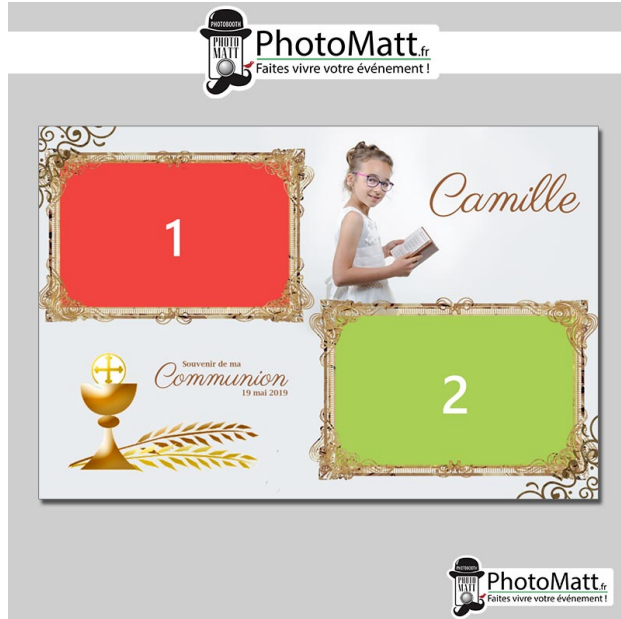 PHOTOBOOTH
PHOTO
MATT
PhotoMatt.fr
Faites vivre votre événement !
1
Camille
Souvenir de ma
Communion
19 mai 2019
2
PHOTOBOOTH
PHOTO
MATT
PhotoMatt.fr
Faites vivre votre événement !